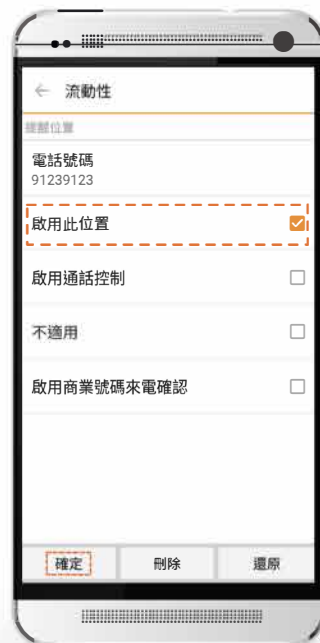 流動性
電話號碼
91239123
啟用此位置
啟用通話控制
不適用
啟用商業號碼來電確認
確定
刪除
還原